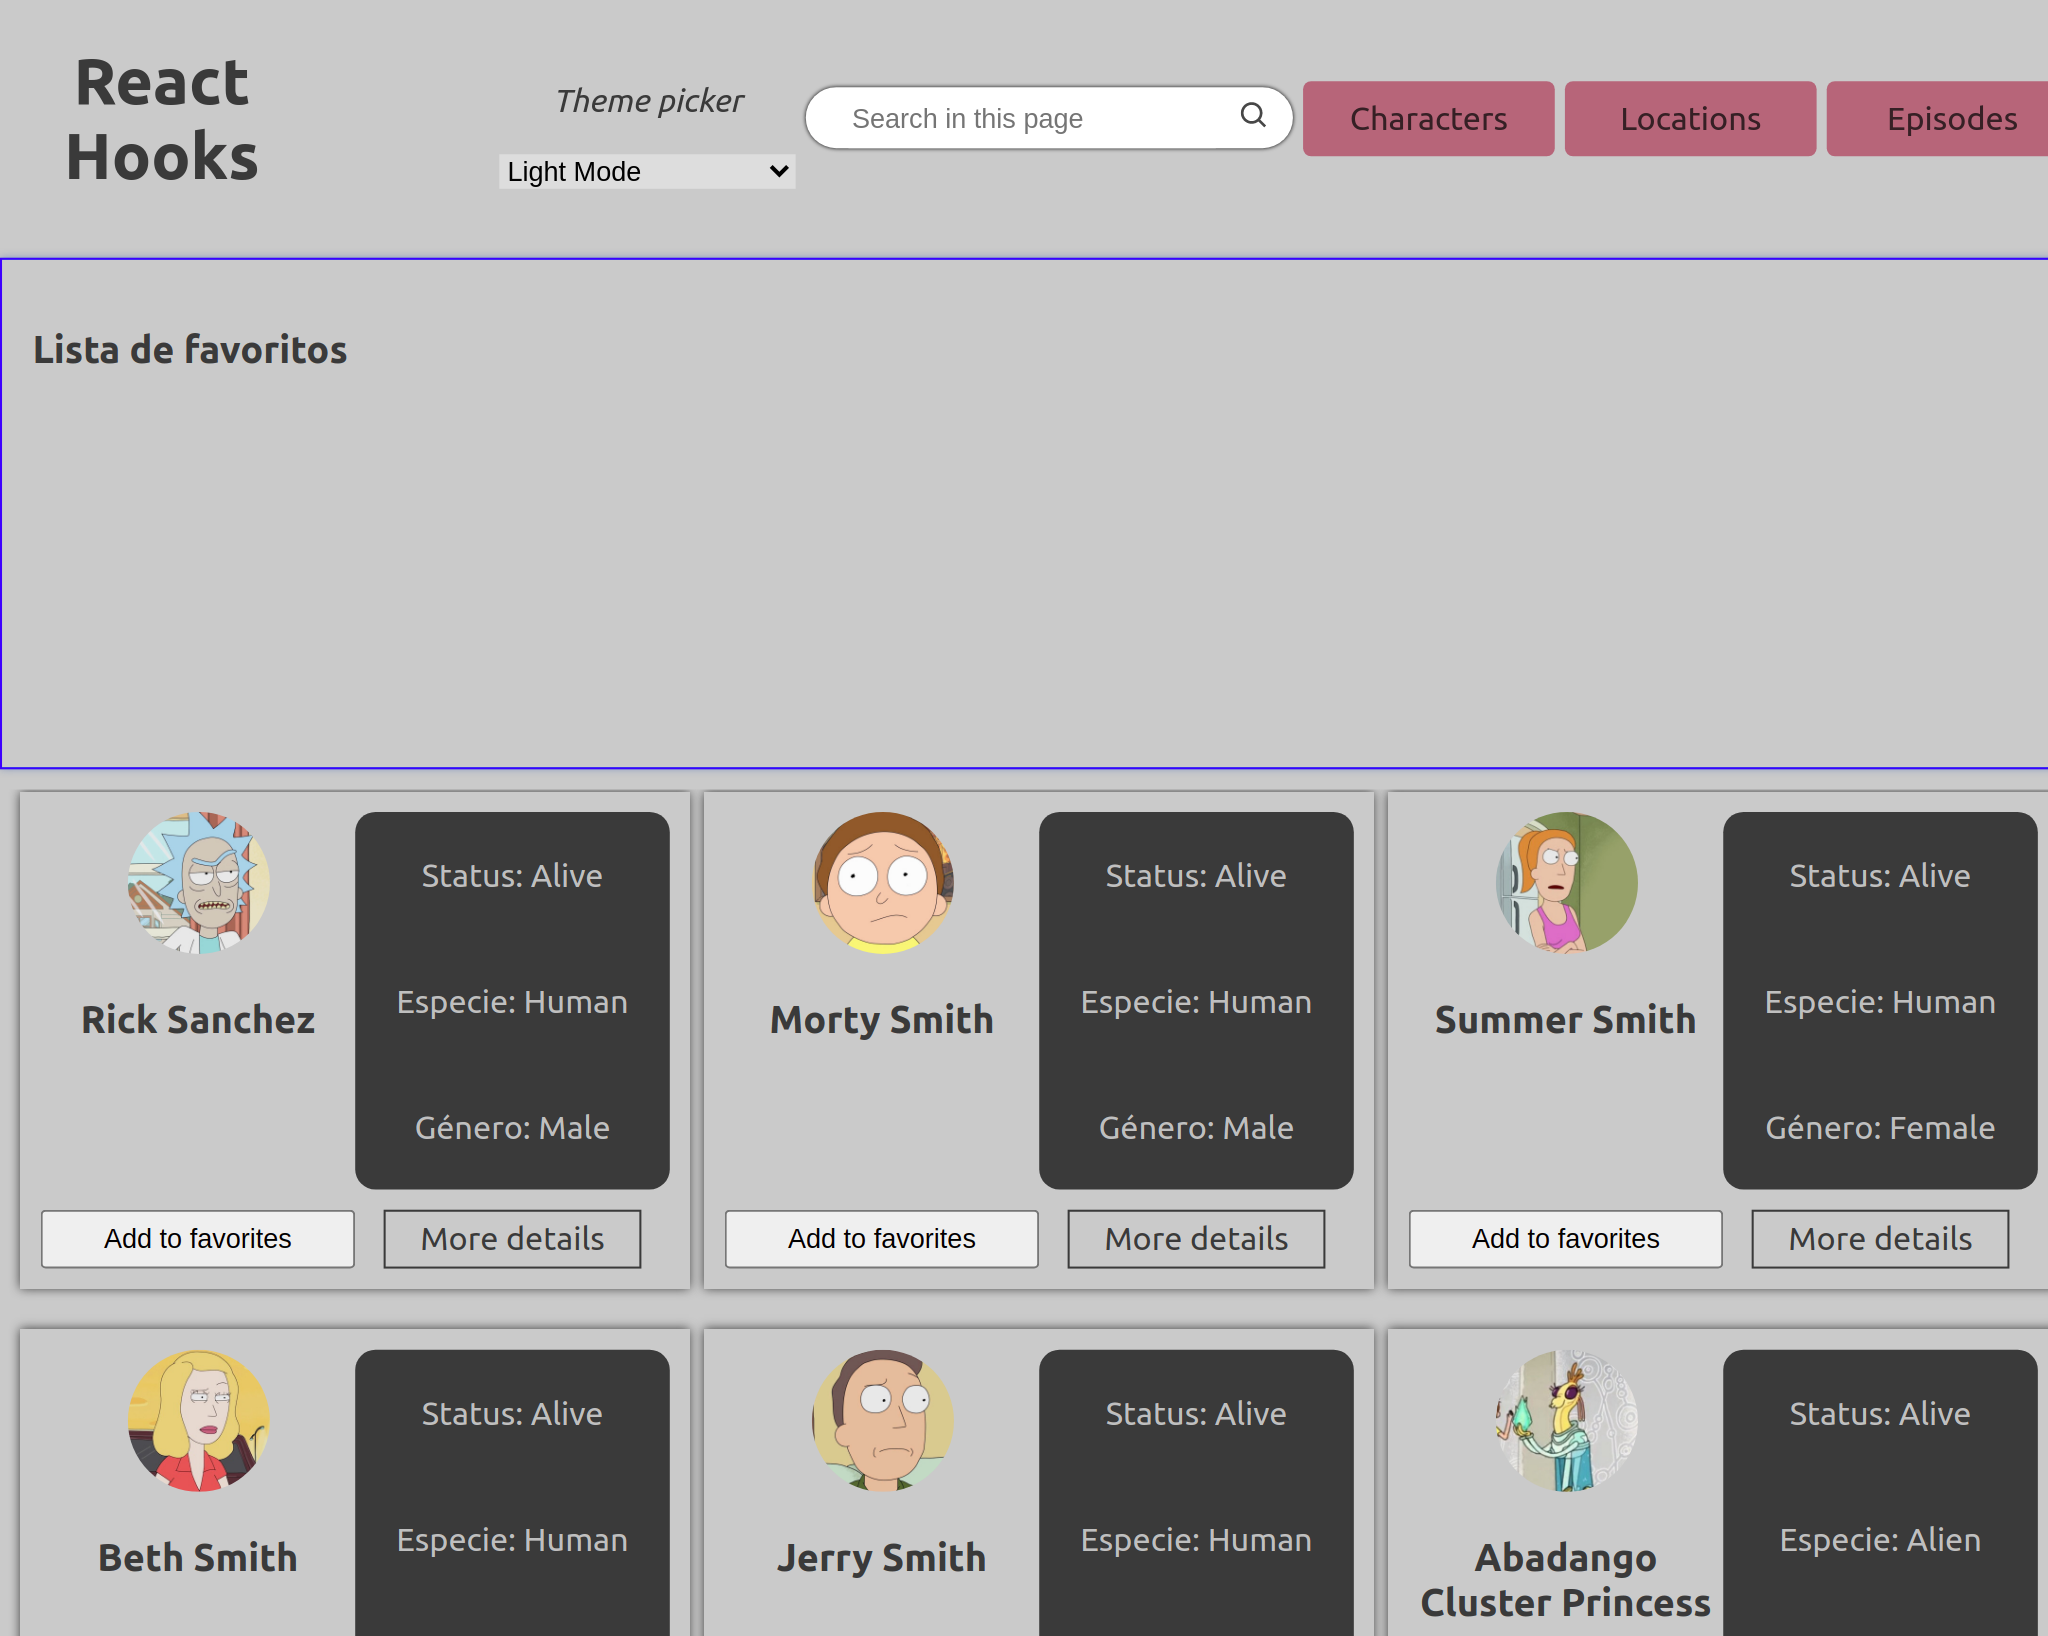 React
Hooks
Theme picker
Light Mode
Search in this page
Characters
Locations
Episodes
Lista de favoritos
Rick Sanchez
Status: Alive
Especie: Human
Género: Male
Add to favorites
More details
Morty Smith
Status: Alive
Especie: Human
Género: Male
Add to favorites
More details
Summer Smith
Status: Alive
Especie: Human
Género: Female
Add to favorites
More details
Beth Smith
Status: Alive
Especie: Human
Jerry Smith
Status: Alive
Especie: Human
Abadango
Cluster Princess
Status: Alive
Especie: Alien